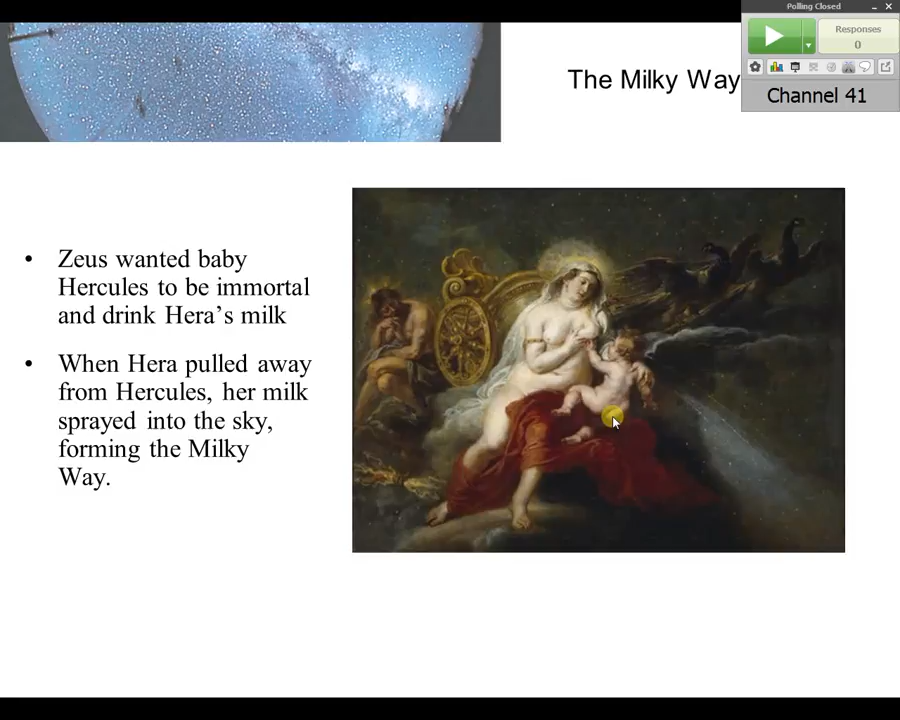 Polling Closed
Responses
0
Channel 41
The Milky Way
• Zeus wanted baby
Hercules to be immortal
and drink Hera’s milk
• When Hera pulled away
from Hercules, her milk
sprayed into the sky,
forming the Milky
Way.